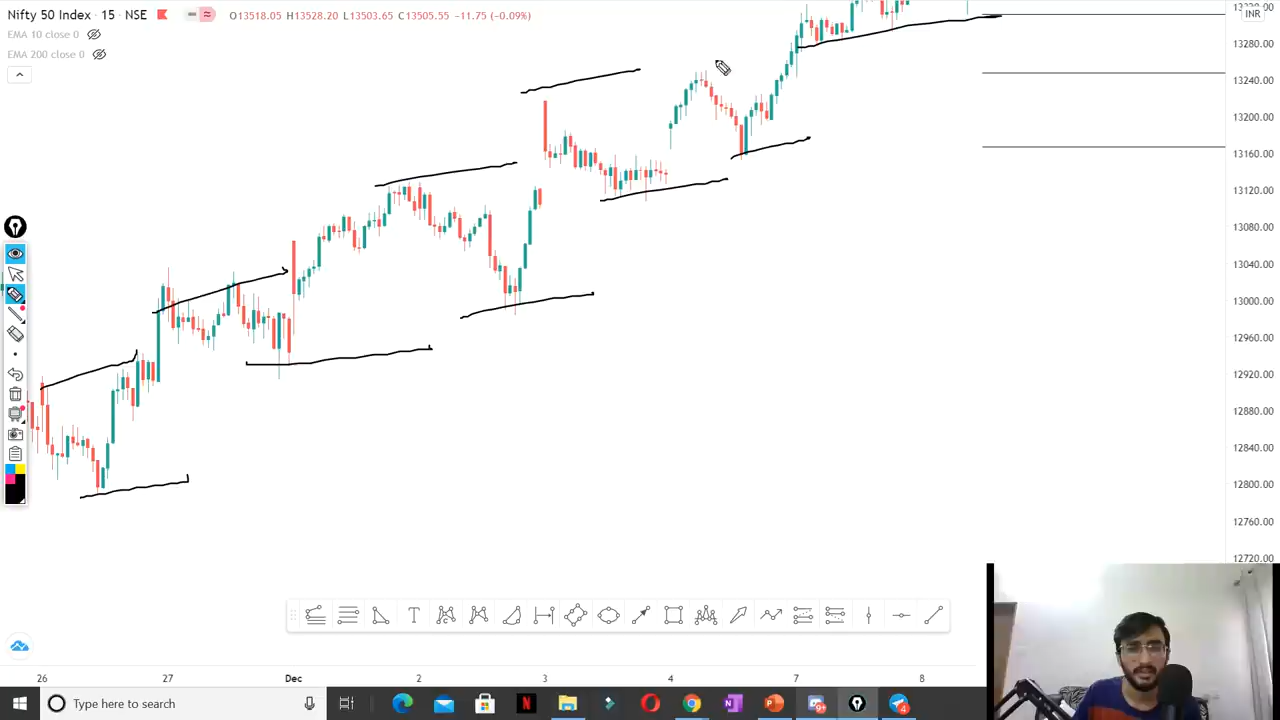 Nifty 50 Index · 15 · NSE O13518.05 H13528.20 L13503.65 C13505.55 −11.75 (−0.09%) INR
EMA 10 close 0
EMA 200 close 0
13280.00
13240.00
13200.00
13160.00
13120.00
13080.00
13040.00
13000.00
12960.00
12920.00
12880.00
12840.00
12800.00
12760.00
12720.00
T
26 27 Dec 2 3 4 7 8
Type here to search